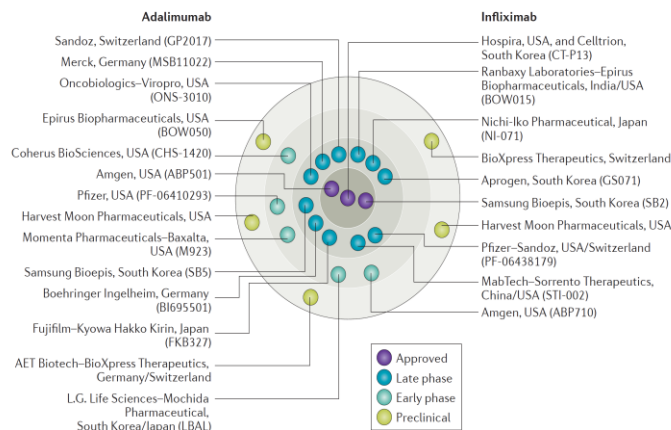 Adalimumab
Sandoz, Switzerland (GP2017)
Merck, Germany (MSB11022)
Oncobiologics–Viropro, USA
(ONS-3010)
Epirus Biopharmaceuticals, USA
(BOW050)
Coherus BioSciences, USA (CHS-1420)
Amgen, USA (ABP501)
Pfizer, USA (PF-06410293)
Harvest Moon Pharmaceuticals, USA
Momenta Pharmaceuticals–Baxalta,
USA (M923)
Samsung Bioepis, South Korea (SB5)
Boehringer Ingelheim, Germany
(BI695501)
Fujifilm–Kyowa Hakko Kirin, Japan
(FKB327)
AET Biotech–BioXpress Therapeutics,
Germany/Switzerland
L.G. Life Sciences–Mochida
Pharmaceutical,
South Korea/Japan (LBAL)
Infliximab
Hospira, USA, and Celltrion,
South Korea (CT-P13)
Ranbaxy Laboratories–Epirus
Biopharmaceuticals, India/USA
(BOW015)
Nichi-Iko Pharmaceutical, Japan
(NI-071)
BioXpress Therapeutics, Switzerland
Aprogen, South Korea (GS071)
Samsung Bioepis, South Korea (SB2)
Harvest Moon Pharmaceuticals, USA
Pfizer–Sandoz, USA/Switzerland
(PF-06438179)
MabTech–Sorrento Therapeutics,
China/USA (STI-002)
Amgen, USA (ABP710)
Approved
Late phase
Early phase
Preclinical